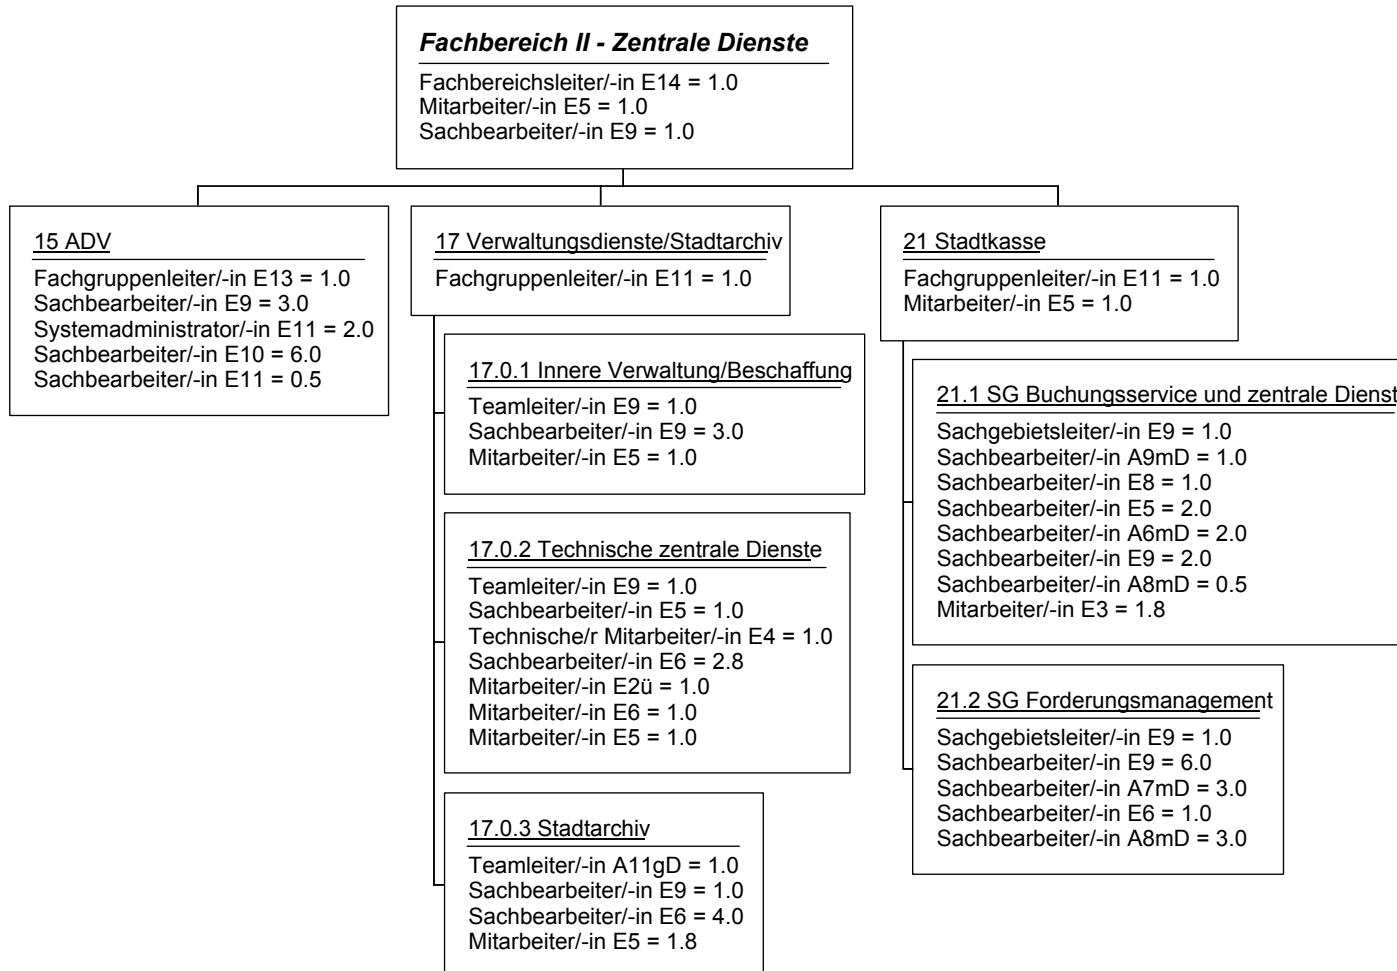 Fachbereich II - Zentrale Dienste
Fachbereichsleiter/-in E14 = 1.0
Mitarbeiter/-in E5 = 1.0
Sachbearbeiter/-in E9 = 1.0
15 ADV
Fachgruppenleiter/-in E13 = 1.0
Sachbearbeiter/-in E9 = 3.0
Systemadministrator/-in E11 = 2.0
Sachbearbeiter/-in E10 = 6.0
Sachbearbeiter/-in E11 = 0.5
17 Verwaltungsdienste/Stadtarchiv
Fachgruppenleiter/-in E11 = 1.0
17.0.1 Innere Verwaltung/Beschaffung
Teamleiter/-in E9 = 1.0
Sachbearbeiter/-in E9 = 3.0
Mitarbeiter/-in E5 = 1.0
17.0.2 Technische zentrale Dienste
Teamleiter/-in E9 = 1.0
Sachbearbeiter/-in E5 = 1.0
Technische/r Mitarbeiter/-in E4 = 1.0
Sachbearbeiter/-in E6 = 2.8
Mitarbeiter/-in E2ü = 1.0
Mitarbeiter/-in E6 = 1.0
Mitarbeiter/-in E5 = 1.0
17.0.3 Stadtarchiv
Teamleiter/-in A11gD = 1.0
Sachbearbeiter/-in E9 = 1.0
Sachbearbeiter/-in E6 = 4.0
Mitarbeiter/-in E5 = 1.8
21 Stadtkasse
Fachgruppenleiter/-in E11 = 1.0
Mitarbeiter/-in E5 = 1.0
21.1 SG Buchungsservice und zentrale Dienst
Sachgebietsleiter/-in E9 = 1.0
Sachbearbeiter/-in A9mD = 1.0
Sachbearbeiter/-in E8 = 1.0
Sachbearbeiter/-in E5 = 2.0
Sachbearbeiter/-in A6mD = 2.0
Sachbearbeiter/-in E9 = 2.0
Sachbearbeiter/-in A8mD = 0.5
Mitarbeiter/-in E3 = 1.8
21.2 SG Forderungsmanagement
Sachgebietsleiter/-in E9 = 1.0
Sachbearbeiter/-in E9 = 6.0
Sachbearbeiter/-in A7mD = 3.0
Sachbearbeiter/-in E6 = 1.0
Sachbearbeiter/-in A8mD = 3.0